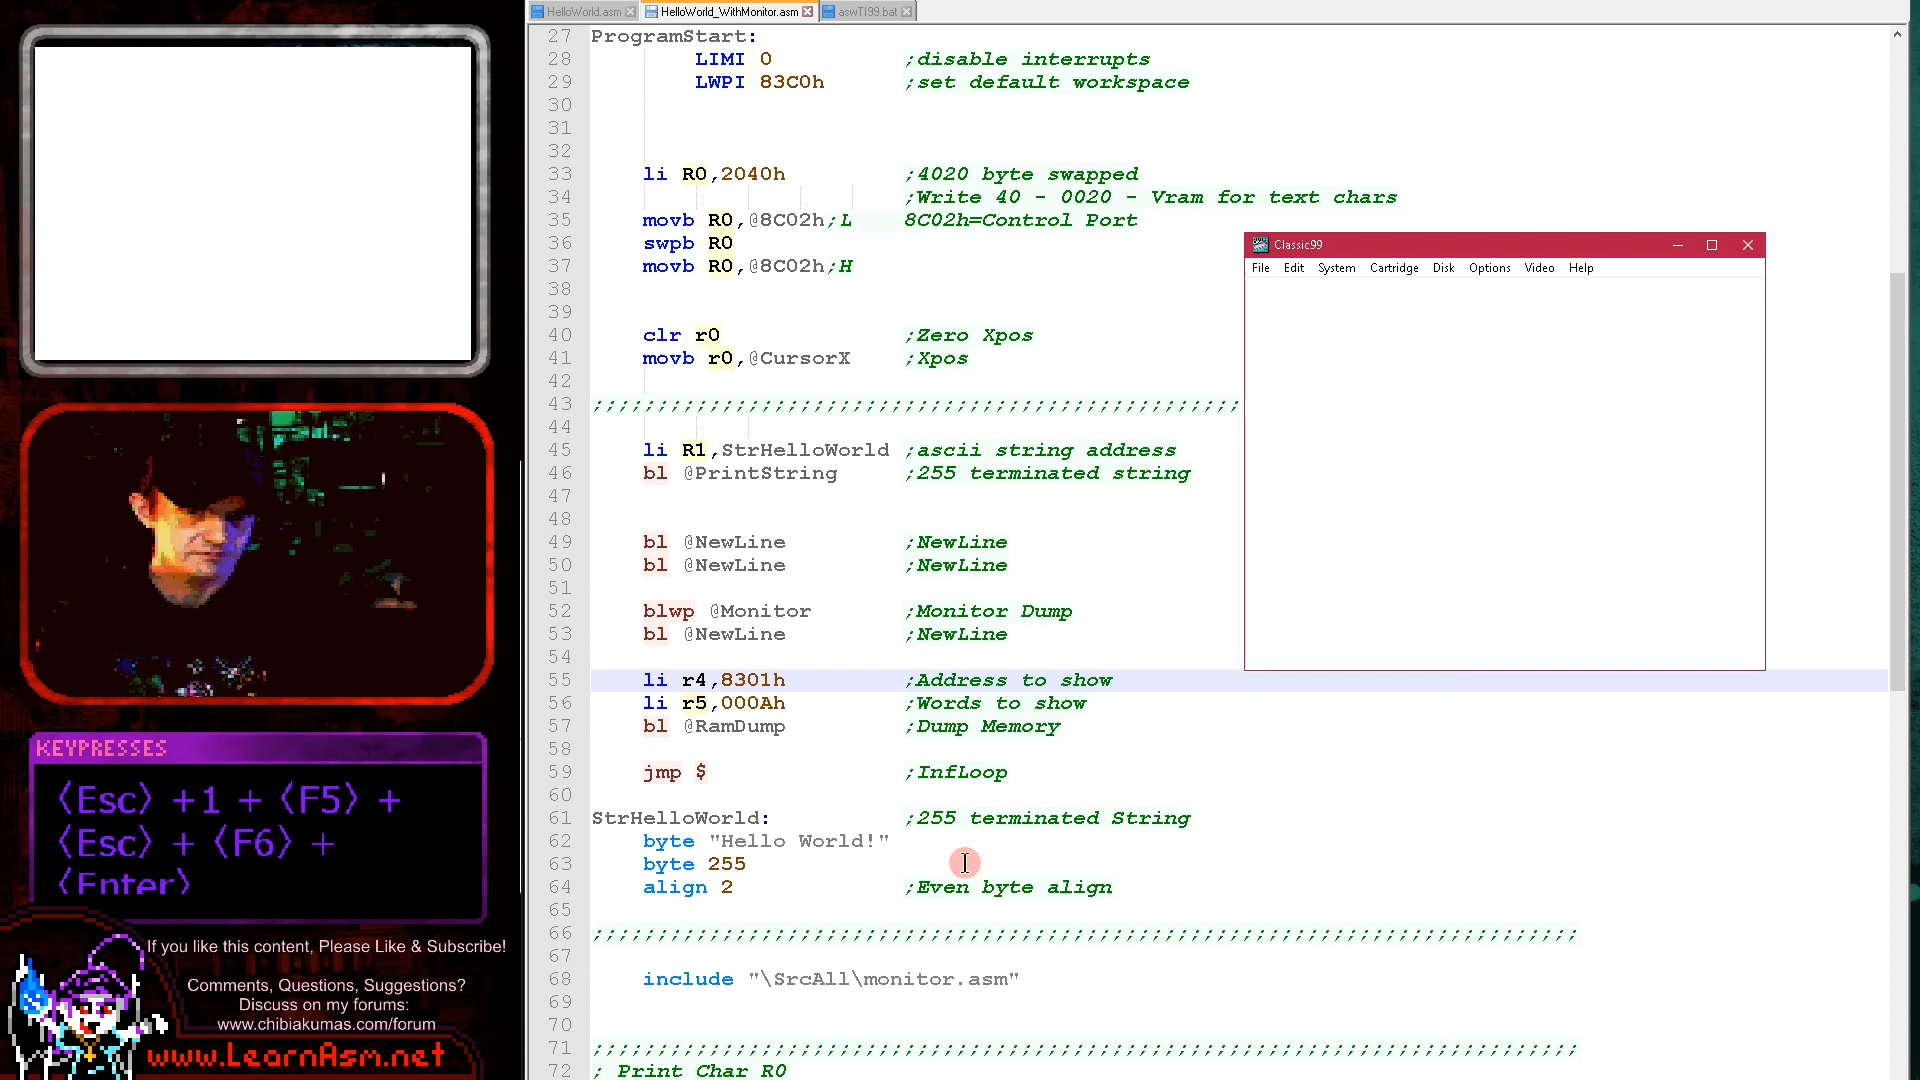 HelloWorld.asm
HelloWorld_WithMonitor.asm
aswTI99.bat
27 ProgramStart:
28 LIMI 0 ;disable interrupts
29 LWPI 83C0h ;set default workspace
30
31
32
33 li R0,2040h ;4020 byte swapped
34 ;Write 40 - 0020 - Vram for text chars
35 movb R0,@8C02h;L 8C02h=Control Port
36 swpb R0
37 movb R0,@8C02h;H
38
39
40 clr r0 ;Zero Xpos
41 movb r0,@CursorX ;Xpos
42
43 ;;;;;;;;;;;;;;;;;;;;;;;;;;;;;;;;;;;;;;;;;;;;;;;;;;
44
45 li R1,StrHelloWorld ;ascii string address
46 bl @PrintString ;255 terminated string
47
48
49 bl @NewLine ;NewLine
50 bl @NewLine ;NewLine
51
52 blwp @Monitor ;Monitor Dump
53 bl @NewLine ;NewLine
54
55 li r4,8301h ;Address to show
56 li r5,000Ah ;Words to show
57 bl @RamDump ;Dump Memory
58
59 jmp $ ;InfLoop
60
61 StrHelloWorld: ;255 terminated String
62 byte "Hello World!"
63 byte 255
64 align 2 ;Even byte align
65
66 ;;;;;;;;;;;;;;;;;;;;;;;;;;;;;;;;;;;;;;;;;;;;;;;;;;;;;;;;;;;;;;;;;;;;;;;;;;;;
67
68 include "\SrcAll\monitor.asm"
69
70
71 ;;;;;;;;;;;;;;;;;;;;;;;;;;;;;;;;;;;;;;;;;;;;;;;;;;;;;;;;;;;;;;;;;;;;;;;;;;;;
72 ; Print Char R0
Classic99
File Edit System Cartridge Disk Options Video Help
KEYPRESSES
〈Esc〉+1 + 〈F5〉 +
〈Esc〉 + 〈F6〉 +
〈Enter〉
If you like this content, Please Like & Subscribe!
Comments, Questions, Suggestions?
Discuss on my forums:
www.chibiakumas.com/forum
www.LearnAsm.net